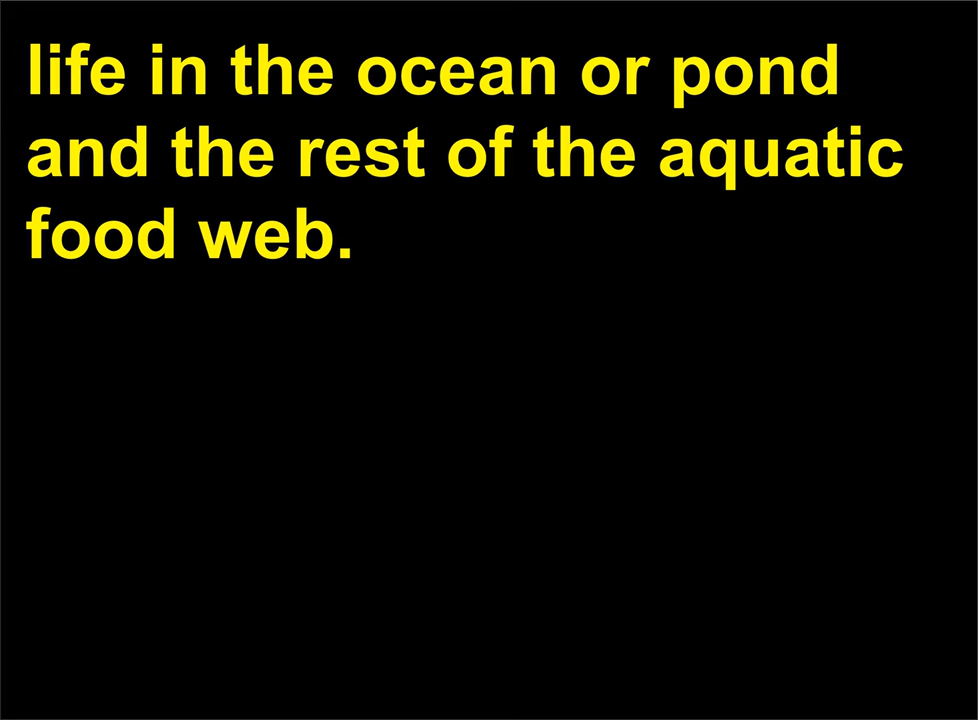 life in the ocean or pond
and the rest of the aquatic
food web.